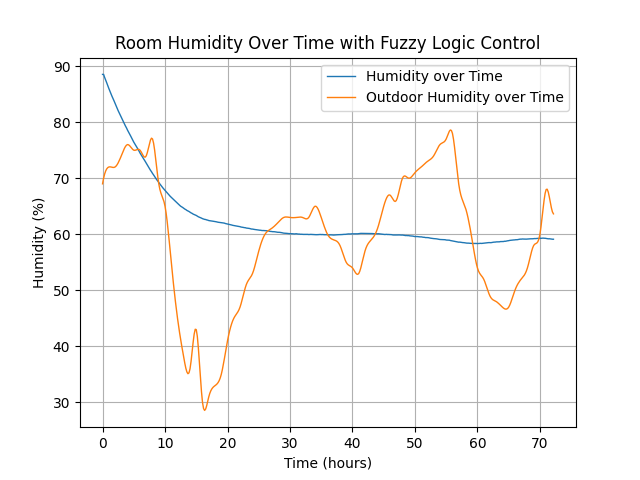 Room Humidity Over Time with Fuzzy Logic Control
Humidity over Time
Outdoor Humidity over Time
Humidity (%)
90
80
70
60
50
40
30
0 10 20 30 40 50 60 70
Time (hours)